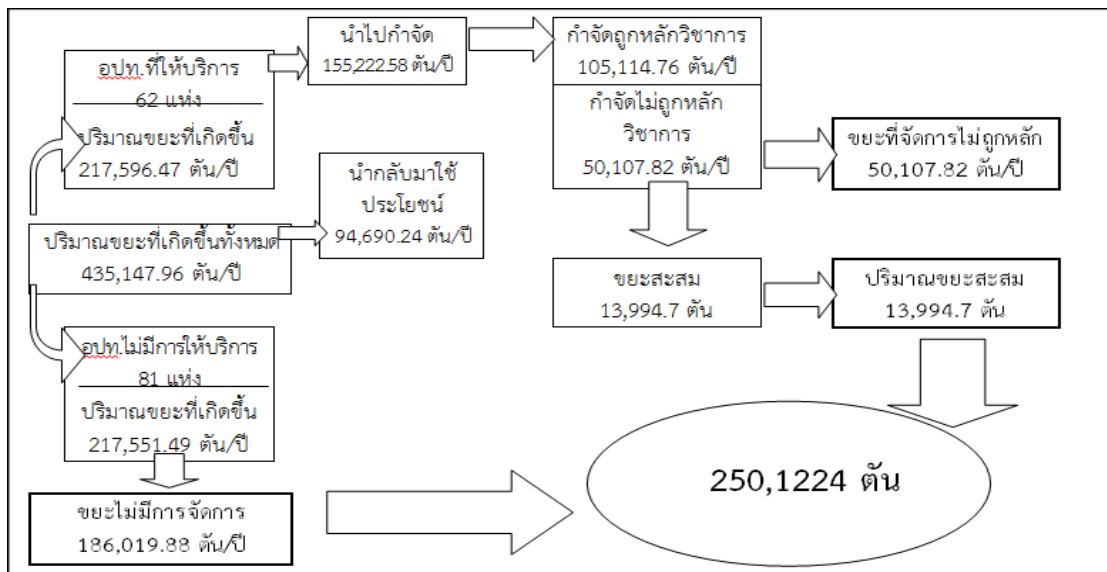 อปท.ที่ให้บริการ
62 แห่ง
ปริมาณขยะที่เกิดขึ้น
217,596.47 ตัน/ปี
นำไปกำจัด
155,222.58 ตัน/ปี
กำจัดถูกหลักวิชาการ
105,114.76 ตัน/ปี
กำจัดไม่ถูกหลัก
วิชาการ
50,107.82 ตัน/ปี
ขยะที่จัดการไม่ถูกหลัก
50,107.82 ตัน/ปี
นำกลับมาใช้
ประโยชน์
94,690.24 ตัน/ปี
ปริมาณขยะที่เกิดขึ้นทั้งหมด
435,147.96 ตัน/ปี
ขยะสะสม
13,994.7 ตัน
ปริมาณขยะสะสม
13,994.7 ตัน
อปท.ไม่มีการให้บริการ
81 แห่ง
ปริมาณขยะที่เกิดขึ้น
217,551.49 ตัน/ปี
ขยะไม่มีการจัดการ
186,019.88 ตัน/ปี
250,1224 ตัน